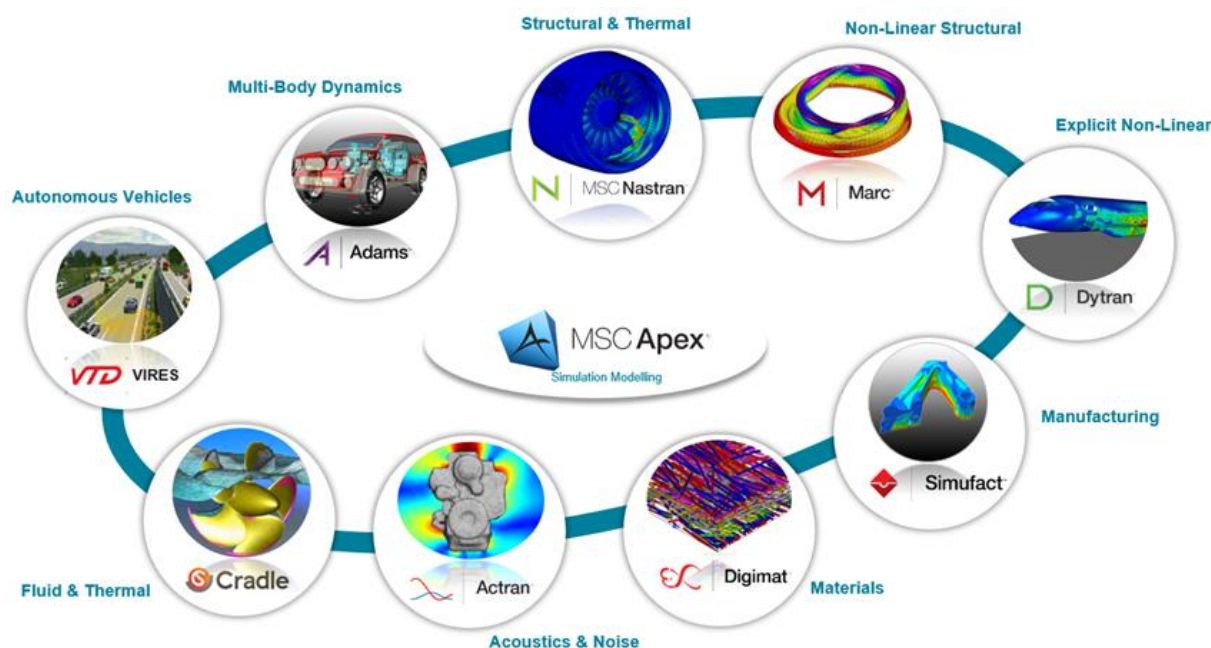 Structural & Thermal
Non-Linear Structural
Multi-Body Dynamics
Explicit Non-Linear
Autonomous Vehicles
N MSC Nastran
M Marc
A Adams
D Dytran
VTD VIRES
MSC Apex®
Simulation Modelling
Manufacturing
Simufact
Cradle
Actran
Digimat
Fluid & Thermal
Materials
Acoustics & Noise